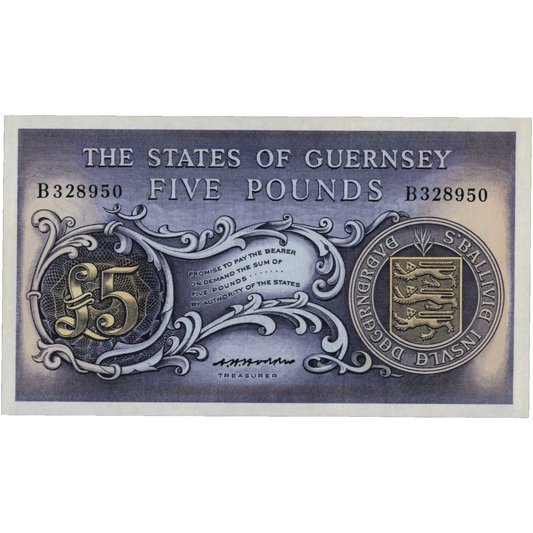 THE STATES OF GUERNSEY
B328950 FIVE POUNDS B328950
£5
PROMISE TO PAY THE BEARER
ON DEMAND THE SUM OF
FIVE POUNDS ........
BY AUTHORITY OF THE STATES
TREASURER
S'BALLIVIE INSVLE DEGERNEREYE